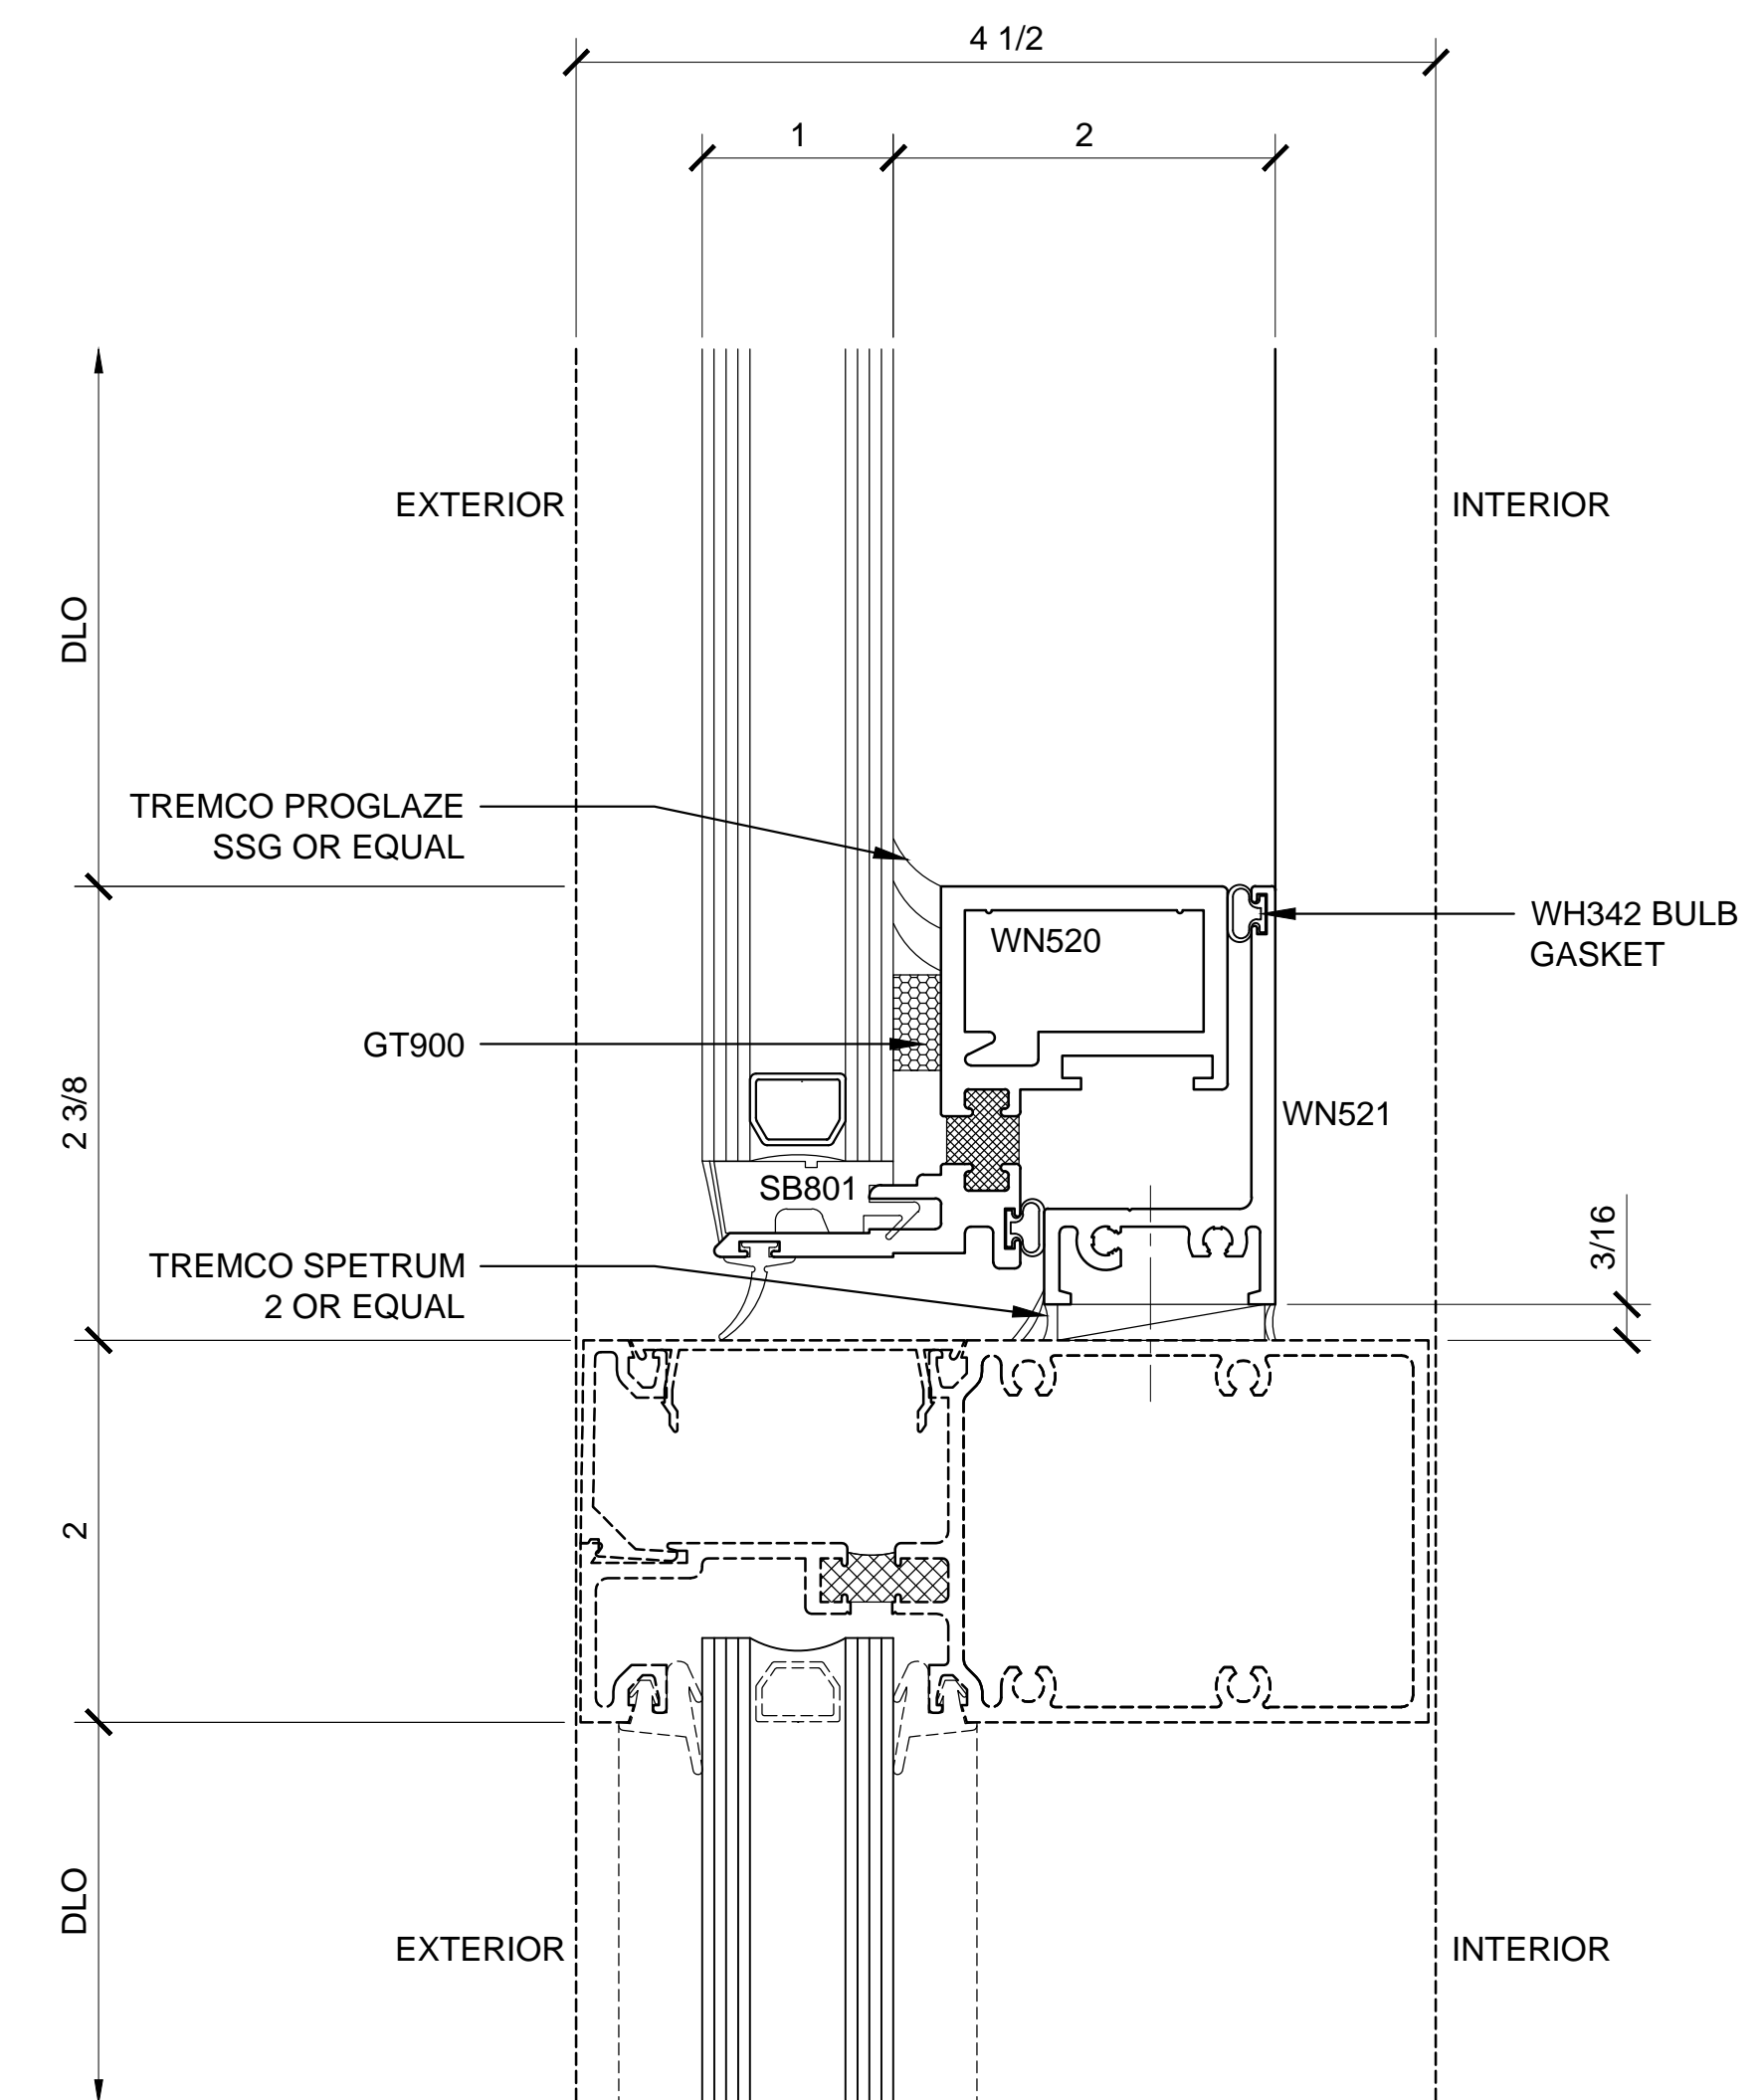 4 1/2
1
2
EXTERIOR
INTERIOR
DLO
TREMCO PROGLAZE
SSG OR EQUAL
WH342 BULB
GASKET
WN520
GT900
2 3/8
WN521
SB801
3/16
TREMCO SPETRUM
2 OR EQUAL
2
DLO
EXTERIOR
INTERIOR